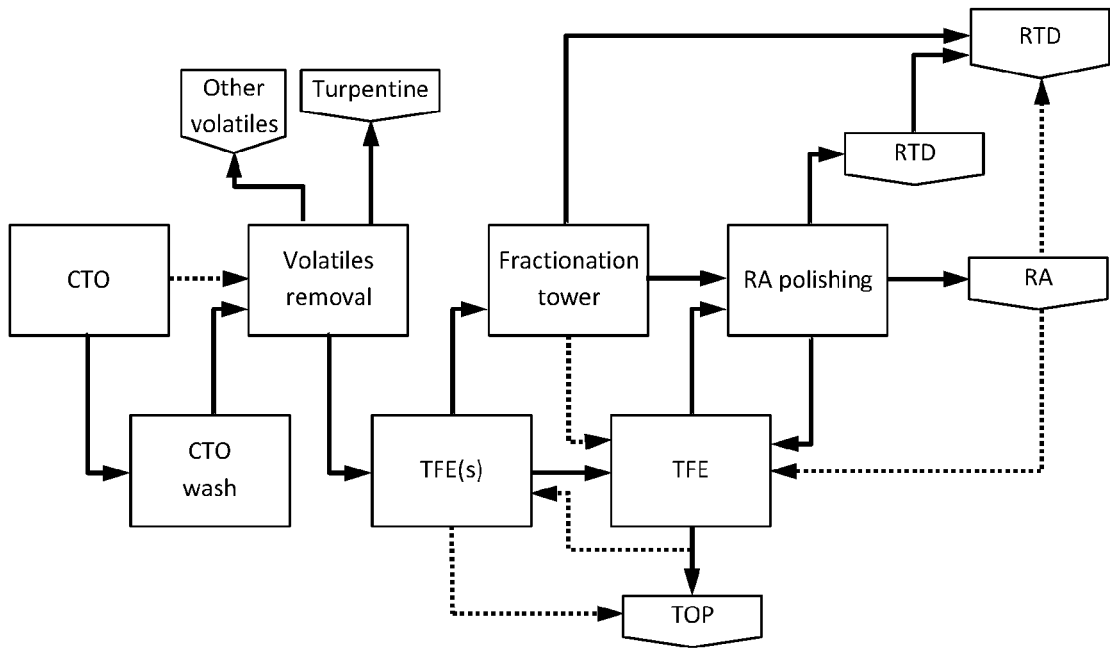 RTD
Other
volatiles
Turpentine
RTD
CTO
Volatiles
removal
Fractionation
tower
RA polishing
RA
CTO
wash
TFE(s)
TFE
TOP